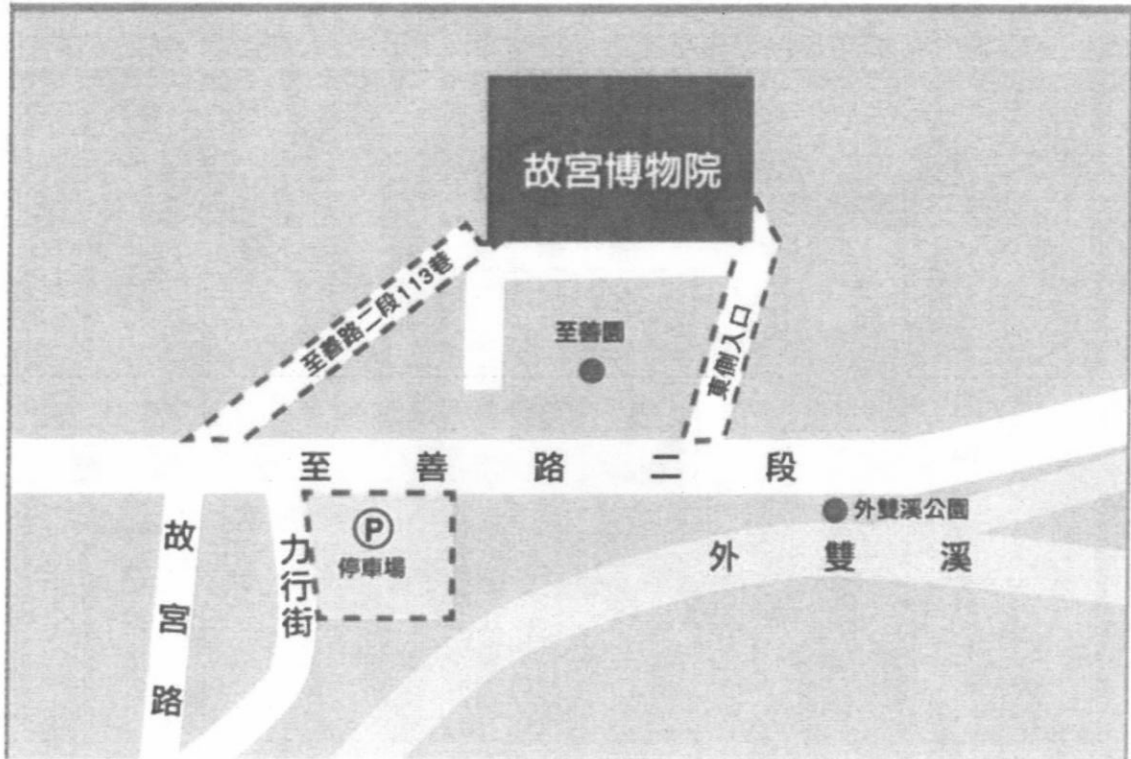 故宮博物院
至善路二段113巷
至善園
東側入口
至善路二段
外雙溪公園
P
停車場
外雙溪
力行街
故宮路